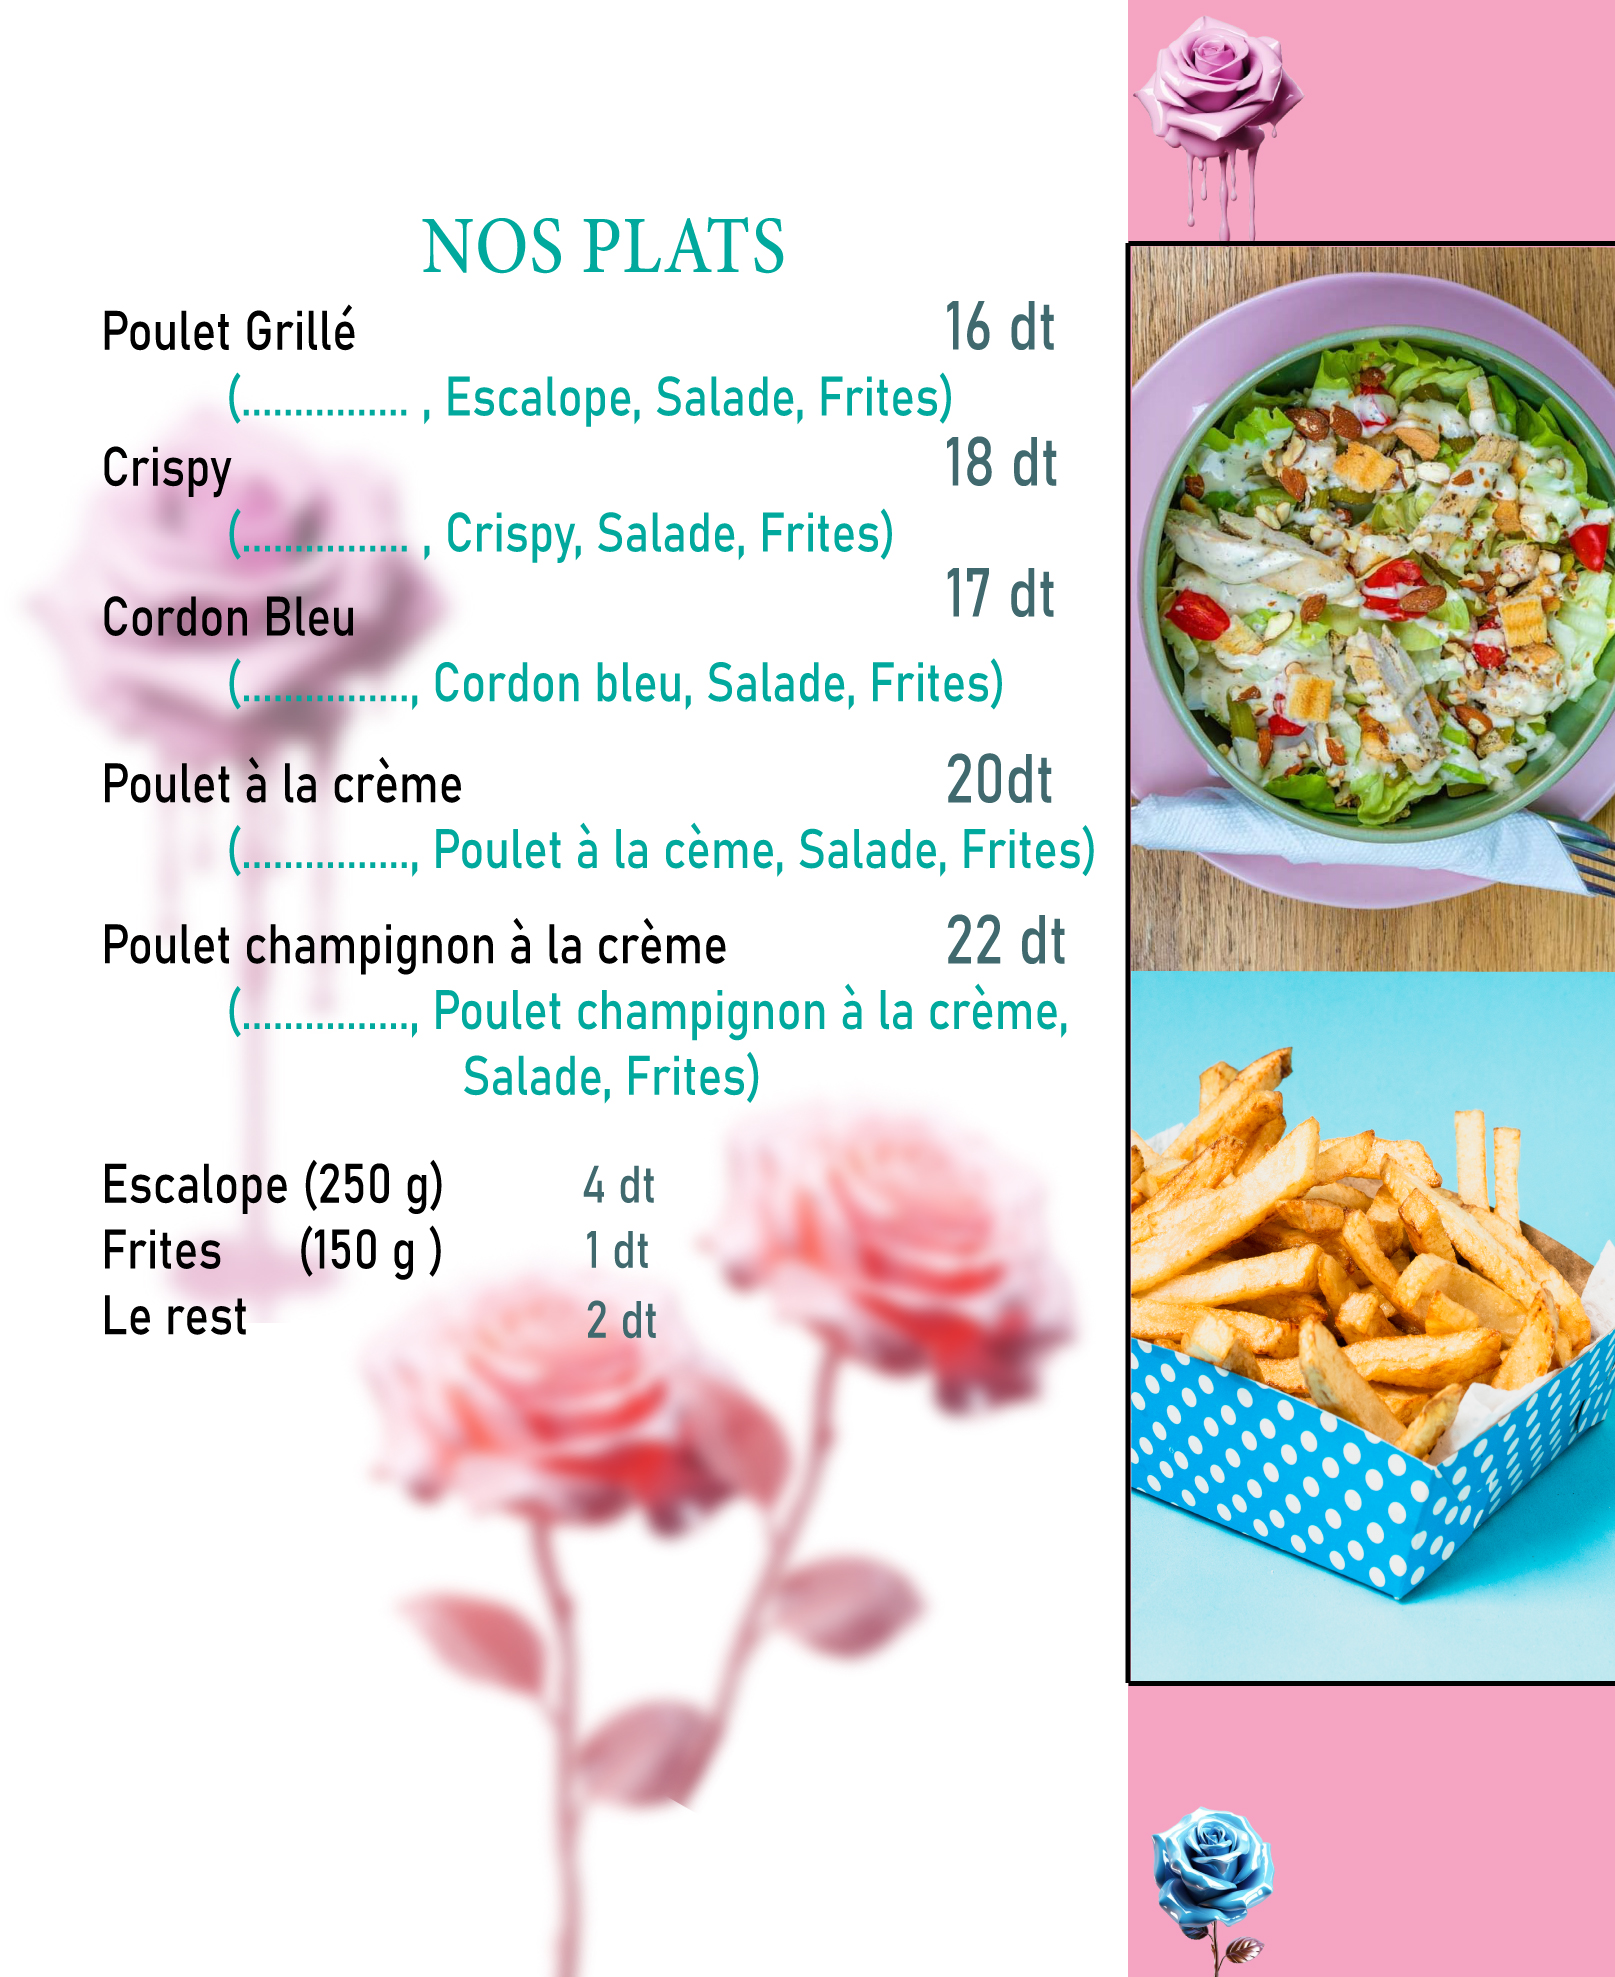 NOS PLATS
Poulet Grillé 16 dt
(................ , Escalope, Salade, Frites)
Crispy 18 dt
(................ , Crispy, Salade, Frites)
Cordon Bleu 17 dt
(................, Cordon bleu, Salade, Frites)
Poulet à la crème 20dt
(................, Poulet à la cème, Salade, Frites)
Poulet champignon à la crème 22 dt
(................, Poulet champignon à la crème,
Salade, Frites)
Escalope (250 g) 4 dt
Frites (150 g ) 1 dt
Le rest 2 dt